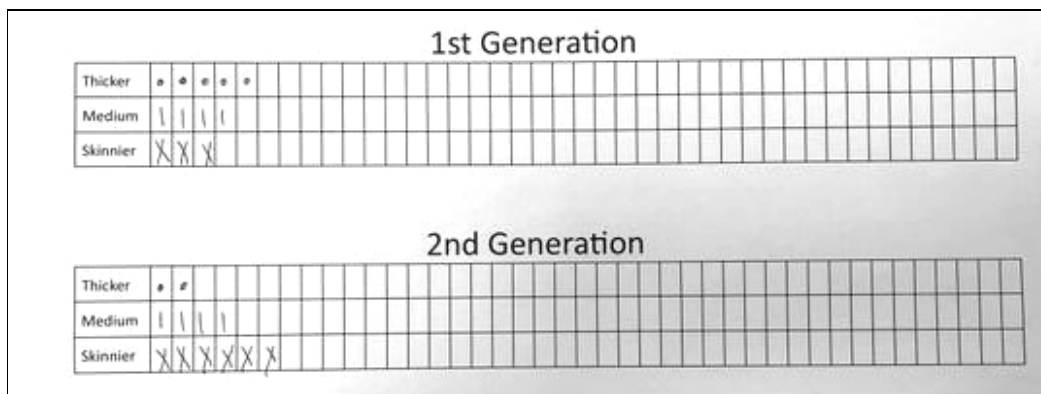 1st Generation
Thicker • • • • •
Medium | | | |
Skinnier X X X
2nd Generation
Thicker • •
Medium | | | |
Skinnier X X X X X X